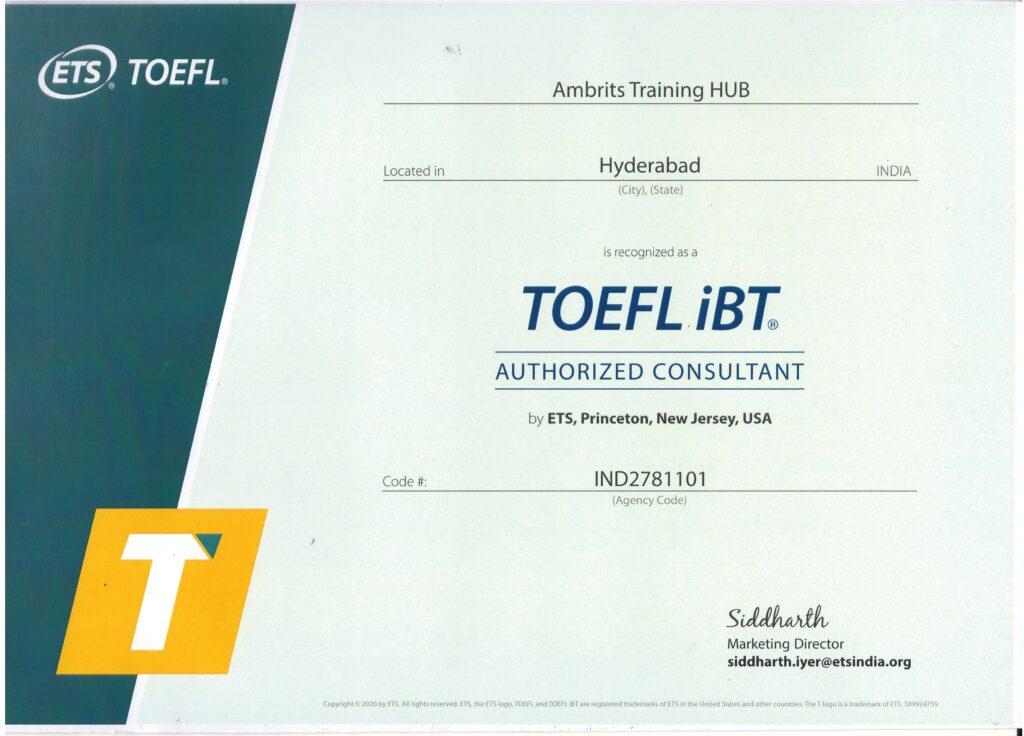 ETS® TOEFL®
Ambrits Training HUB
Located in Hyderabad INDIA
(City), (State)
is recognized as a
TOEFL iBT®
AUTHORIZED CONSULTANT
by ETS, Princeton, New Jersey, USA
Code #: IND2781101
(Agency Code)
T
Siddharth
Marketing Director
siddharth.iyer@etsindia.org
Copyright © 2020 by ETS. All rights reserved. ETS, the ETS logo, TOEFL and TOEFL iBT are registered trademarks of ETS in the United States and other countries. The T logo is a trademark of ETS. 589924759